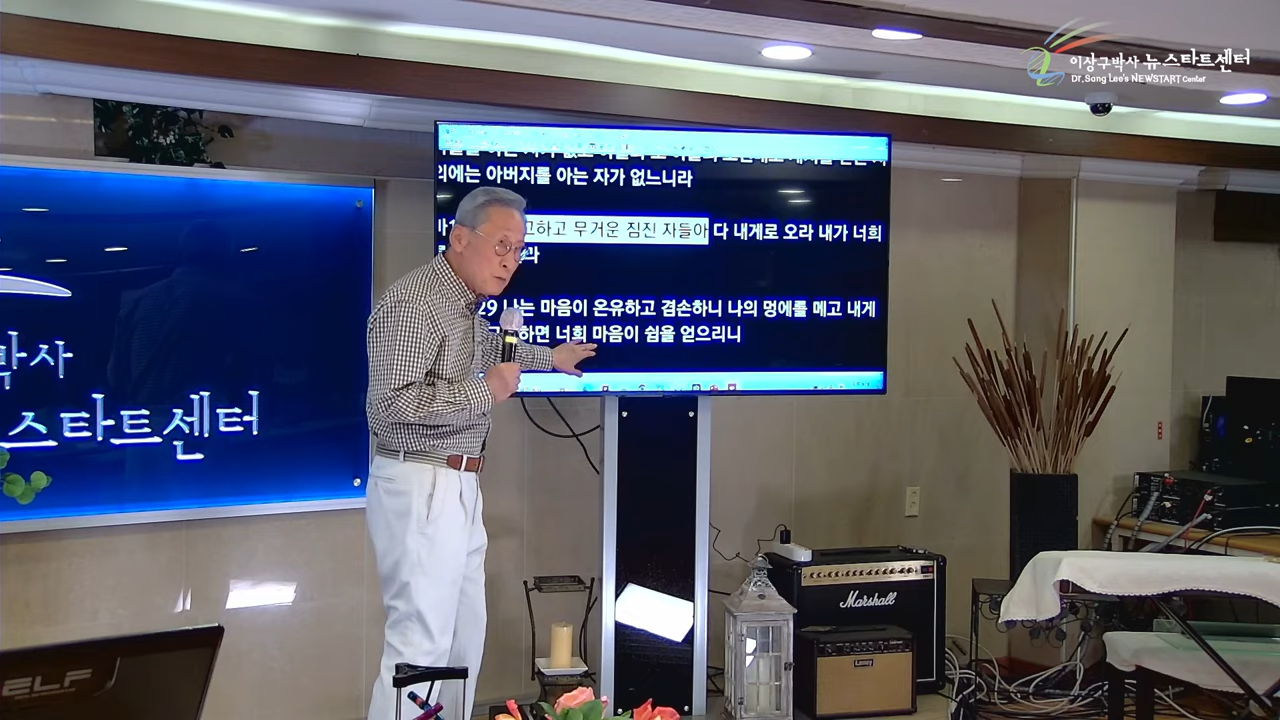 이상구박사 뉴스타트센터
Dr. Sang Lee's NEWSTART Center
의에는 아버지를 아는 자가 없느니라
고하고 무거운 짐진 자들아 다 내게로 오라 내가 너희
라
29 나는 마음이 온유하고 겸손하니 나의 멍에를 메고 내게
하면 너희 마음이 쉼을 얻으리니
박사
스타트센터
Marshall
Laney
ELF